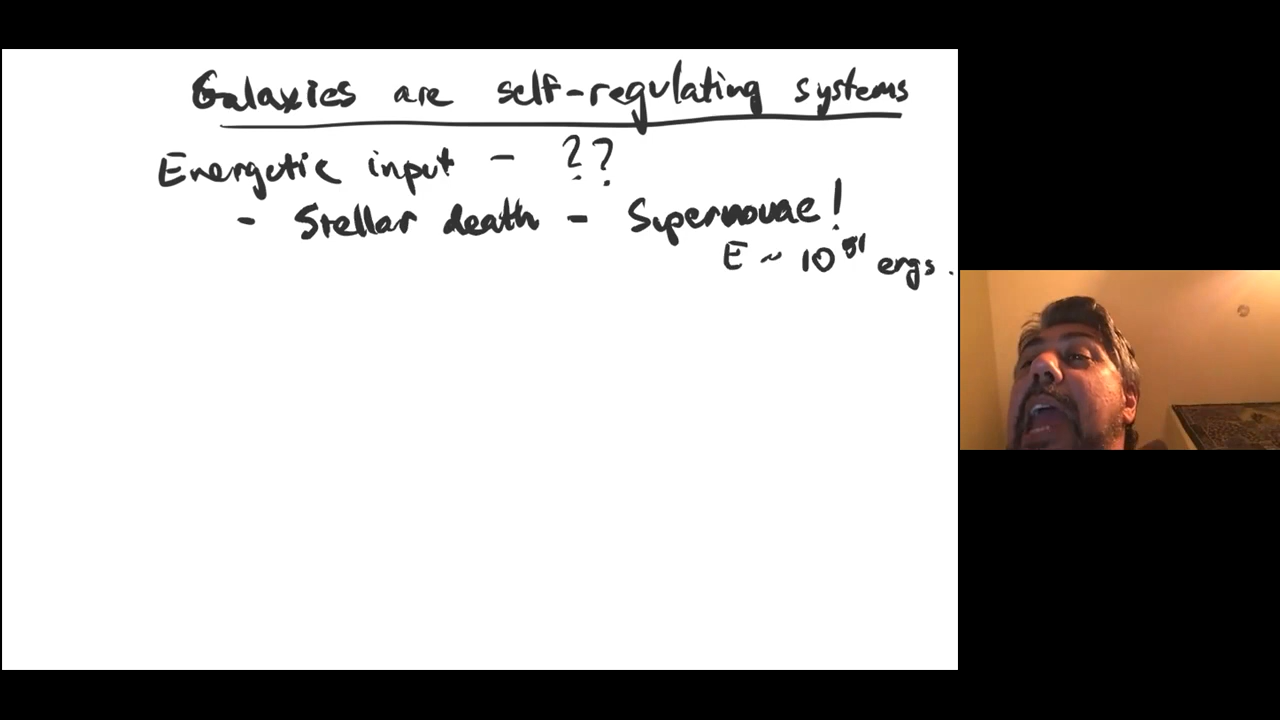 Galaxies are self-regulating systems
Energetic input - ??
- Stellar death - Supernovae!
E ~ 10^51 ergs.